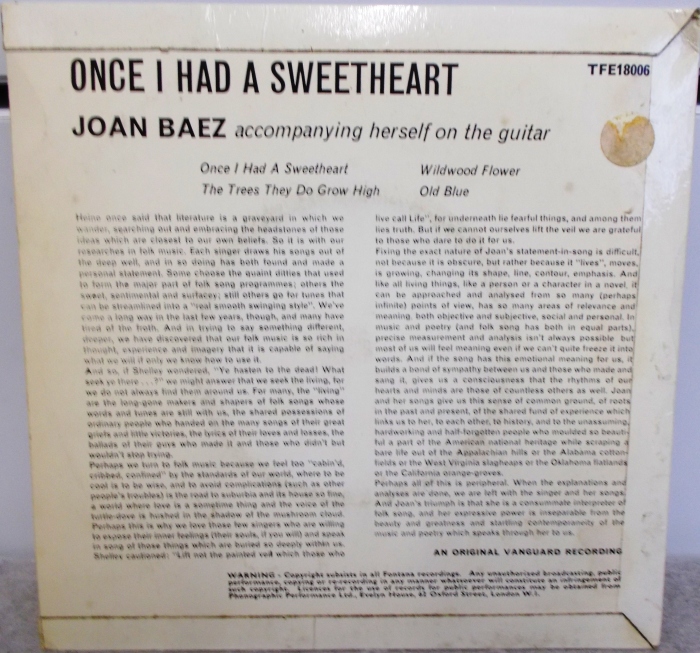 ONCE I HAD A SWEETHEART
TFE18006
JOAN BAEZ accompanying herself on the guitar
Once I Had A Sweetheart
Wildwood Flower
The Trees They Do Grow High
Old Blue
Heine once said that literature is a graveyard in which we
wander, searching out and embracing the headstones of those
ideas which are closest to our own beliefs. So it is with our
researches in folk music. Each singer draws his songs out of
the deep well, and in so doing has both found and made a
personal statement. Some choose the quaint ditties that used
to form the major part of folk song programmes; others the
sweet, sentimental and surfacey; still others go for tunes that
can be streamlined into a "real smooth swinging style". We've
come a long way in the last few years, though, and many have
tired of the froth. And in trying to say something different,
deeper, we have discovered that our folk music is so rich in
thought, experience and imagery that it is capable of saying
what we will if only we know how to use it.
And so, if Shelley wondered, "Ye hasten to the dead! What
seek ye there . . .?" we might answer that we seek the living, for
we do not always find them around us. For many, the "living"
are the long-gone makers and shapers of folk songs whose
words and tunes are still with us, the shared possessions of
ordinary people who handed on the many songs of their great
griefs and little victories, the lyrics of their loves and losses, the
ballads of their guys who made it and those who didn't but
wouldn't stop trying.
Perhaps we turn to folk music because we feel too "cabin'd,
cribbed, confined" by the standards of our world, where to be
cool is to be wise, and to avoid complications (such as other
people's troubles) is the road to suburbia and its house so fine,
a world where love is a sometime thing and the voice of the
turtle-dove is hushed in the shadow of the mushroom cloud.
Perhaps this is why we love those few singers who are willing
to expose their inner feelings (their souls, if you will) and speak
in song of those things which are buried so deeply within us.
Shelley cautioned: "Lift not the painted veil which those who
live call Life", for underneath lie fearful things, and among them
lies truth. But if we cannot ourselves lift the veil we are grateful
to those who dare to do it for us.
Fixing the exact nature of Joan's statement-in-song is difficult,
not because it is obscure, but rather because it "lives", moves,
is growing, changing its shape, line, contour, emphasis. And
like all living things, like a person or a character in a novel, it
can be approached and analysed from so many (perhaps
infinite) points of view, has so many areas of relevance and
meaning, both objective and subjective, social and personal. In
music and poetry (and folk song has both in equal parts),
precise measurement and analysis isn't always possible but
most of us will feel meaning even if we can't quite freeze it into
words. And if the song has this emotional meaning for us, it
builds a bond of sympathy between us and those who made and
sang it, gives us a consciousness that the rhythms of our
hearts and minds are those of countless others as well. Joan
and her songs give us this sense of common ground, of roots
in the past and present, of the shared fund of experience which
links us to her, to each other, to history, and to the unassuming,
hardworking and half-forgotten people who moulded so beauti-
ful a part of the American national heritage while scraping a
bare life out of the Appalachian hills or the Alabama cotton-
fields or the West Virginia slagheaps or the Oklahoma flatlands
or the California orange-groves.
Perhaps all of this is peripheral. When the explanations and
analyses are done, we are left with the singer and her songs.
And Joan's triumph is that she is a consummate interpreter of
folk song, and her expressive power is inseparable from the
beauty and greatness and startling contemporaneity of the
music and poetry which speaks through her to us.
AN ORIGINAL VANGUARD RECORDING
WARNING - Copyright subsists in all Fontana recordings. Any unauthorised broadcasting, public
performance, copying or re-recording in any manner whatsoever will constitute an infringement of
such copyright. Licences for the use of records for public performances may be obtained from
Phonographic Performance Ltd., Evelyn House, 62 Oxford Street, London W.1.